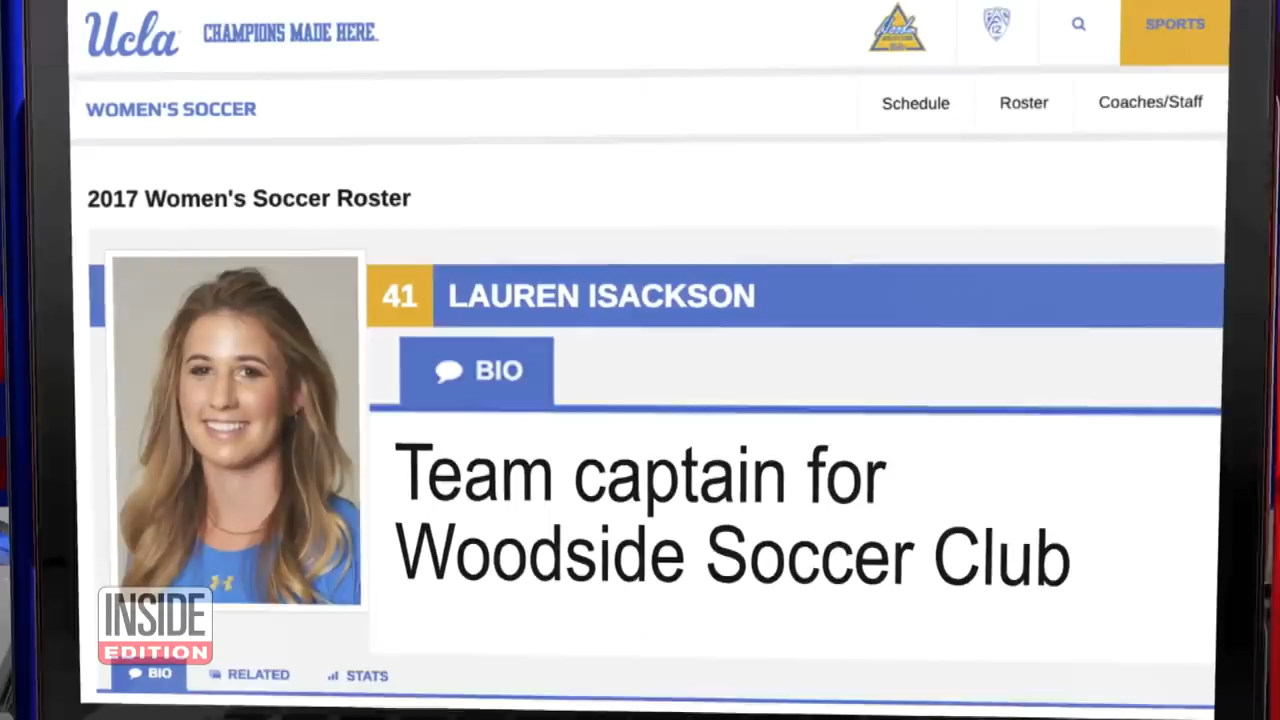 Ucla CHAMPIONS MADE HERE.
12
SPORTS
WOMEN'S SOCCER
Schedule
Roster
Coaches/Staff
2017 Women's Soccer Roster
41 LAUREN ISACKSON
BIO
Team captain for
Woodside Soccer Club
INSIDE
EDITION
BIO
RELATED
STATS